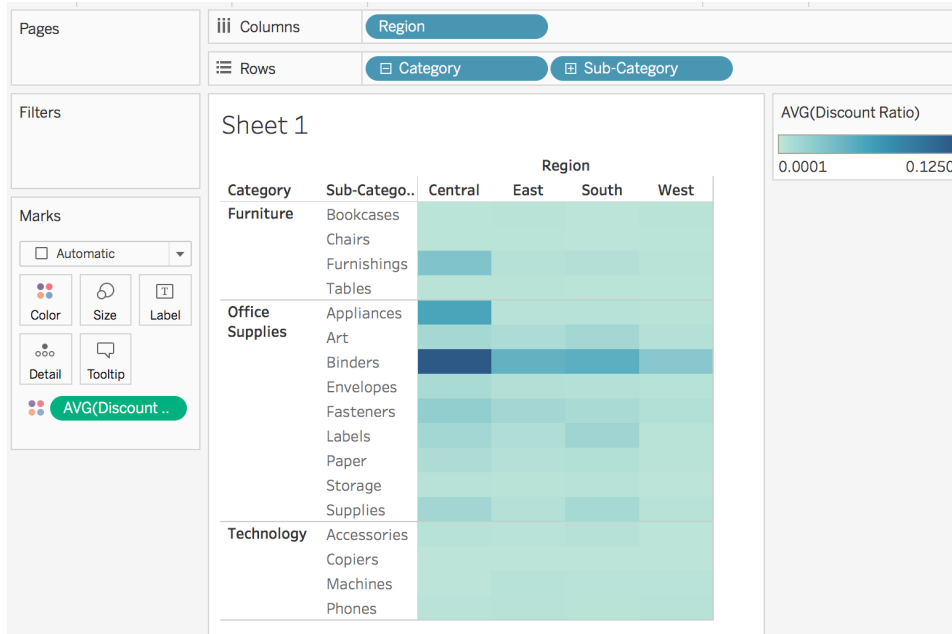 Pages
Columns
Region
Rows
Category
Sub-Category
Filters
Marks
Automatic
Color
Size
Label
Detail
Tooltip
AVG(Discount ..
Sheet 1
Region
Category Sub-Catego.. Central East South West
Furniture Bookcases
Chairs
Furnishings
Tables
Office Supplies
Appliances
Art
Binders
Envelopes
Fasteners
Labels
Paper
Storage
Supplies
Technology Accessories
Copiers
Machines
Phones
AVG(Discount Ratio)
0.0001 0.1250